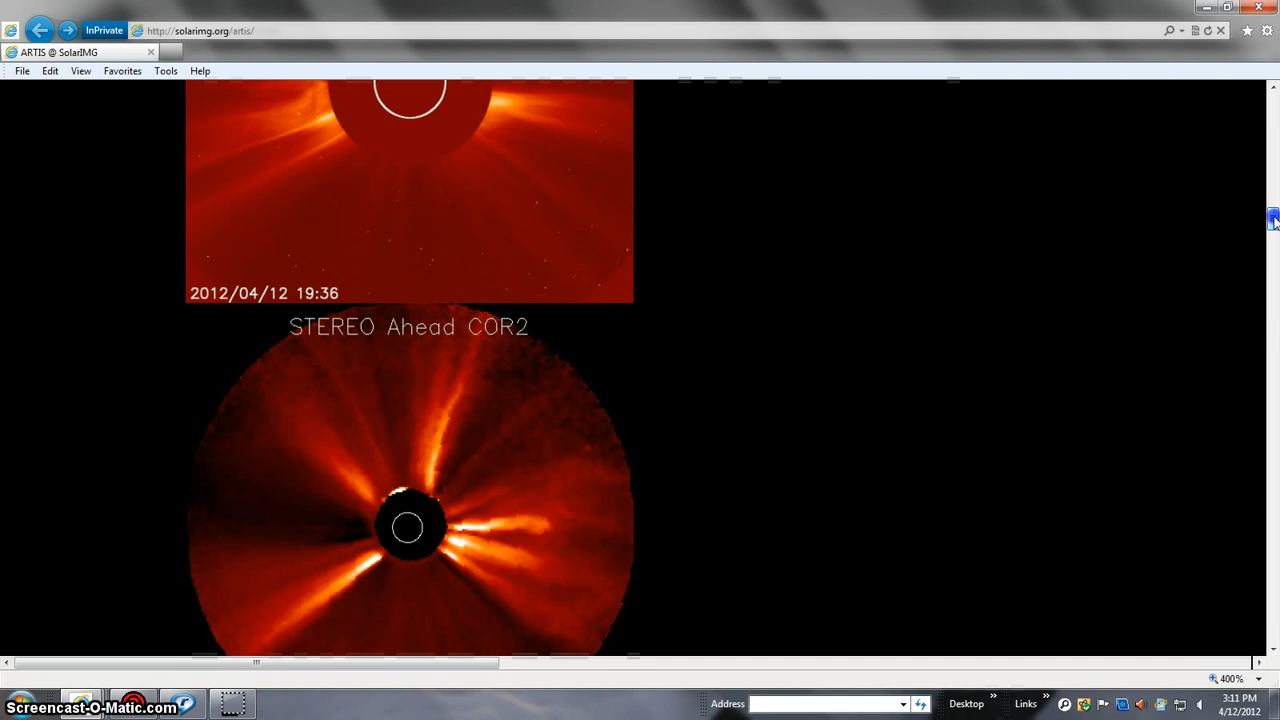 InPrivate
http://solarimg.org/artis/
ARTIS @ SolarIMG
File Edit View Favorites Tools Help
2012/04/12 19:36
STEREO Ahead COR2
400%
Screencast-O-Matic.com
Address
Desktop
Links
3:11 PM
4/12/2012